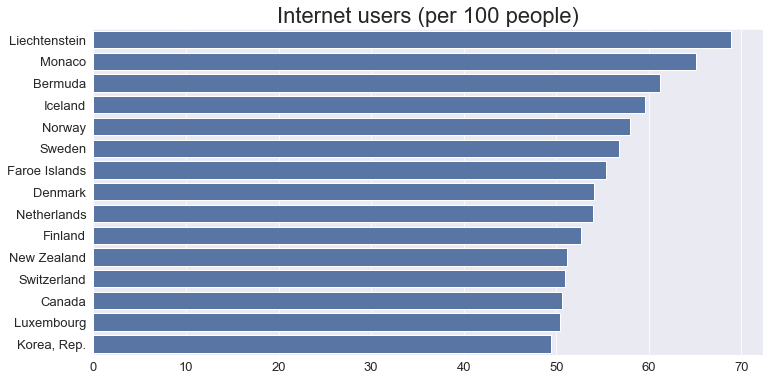 Internet users (per 100 people)
Liechtenstein
Monaco
Bermuda
Iceland
Norway
Sweden
Faroe Islands
Denmark
Netherlands
Finland
New Zealand
Switzerland
Canada
Luxembourg
Korea, Rep.
0 10 20 30 40 50 60 70